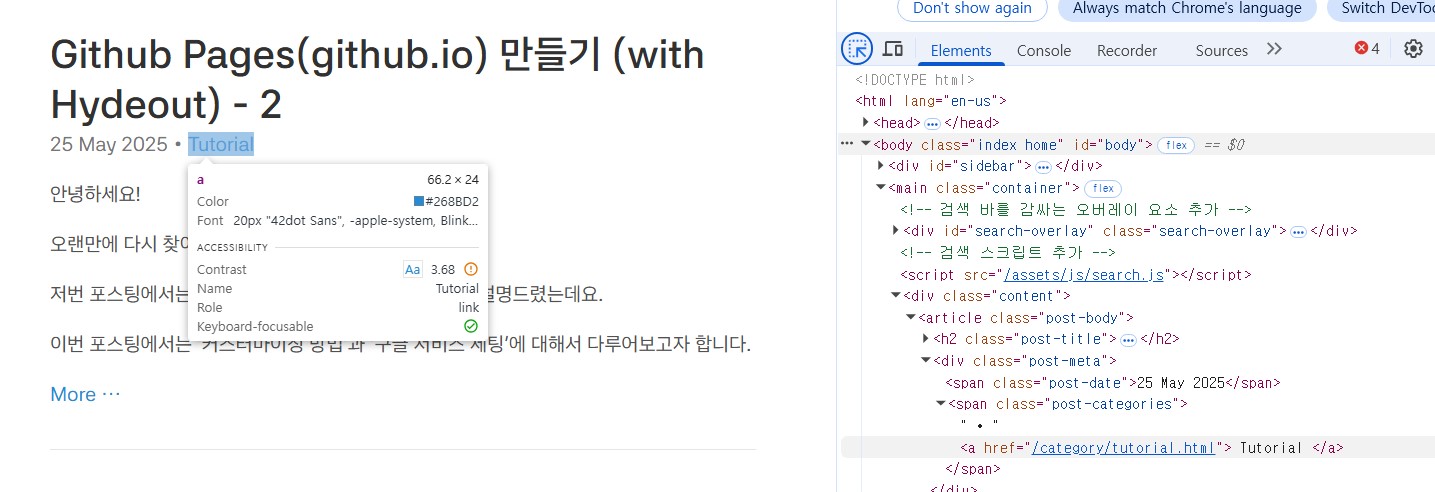 Github Pages(github.io) 만들기 (with
Hydeout) - 2
25 May 2025 • Tutorial
안녕하세요!
오랜만에 다시 찾아
저번 포스팅에서는
설명드렸는데요.
이번 포스팅에서는 '커스터마이징 방법'과 '구글 서비스 세팅'에 대해서 다루어보고자 합니다.
More ···
a 66.2 × 24
Color #268BD2
Font 20px "42dot Sans", -apple-system, Blink...
ACCESSIBILITY
Contrast Aa 3.68
Name Tutorial
Role link
Keyboard-focusable
Don't show again Always match Chrome's language Switch DevToo
Elements Console Recorder Sources 4
<!DOCTYPE html>
<html lang="en-us">
<head> ··· </head>
··· <body class="index home" id="body"> flex == $0
<div id="sidebar"> ··· </div>
<main class="container"> flex
<!-- 검색 바를 감싸는 오버레이 요소 추가 -->
<div id="search-overlay" class="search-overlay"> ··· </div>
<!-- 검색 스크립트 추가 -->
<script src="/assets/js/search.js"></script>
<div class="content">
<article class="post-body">
<h2 class="post-title"> ··· </h2>
<div class="post-meta">
<span class="post-date">25 May 2025</span>
<span class="post-categories">
" • "
<a href="/category/tutorial.html"> Tutorial </a>
</span>
</div>